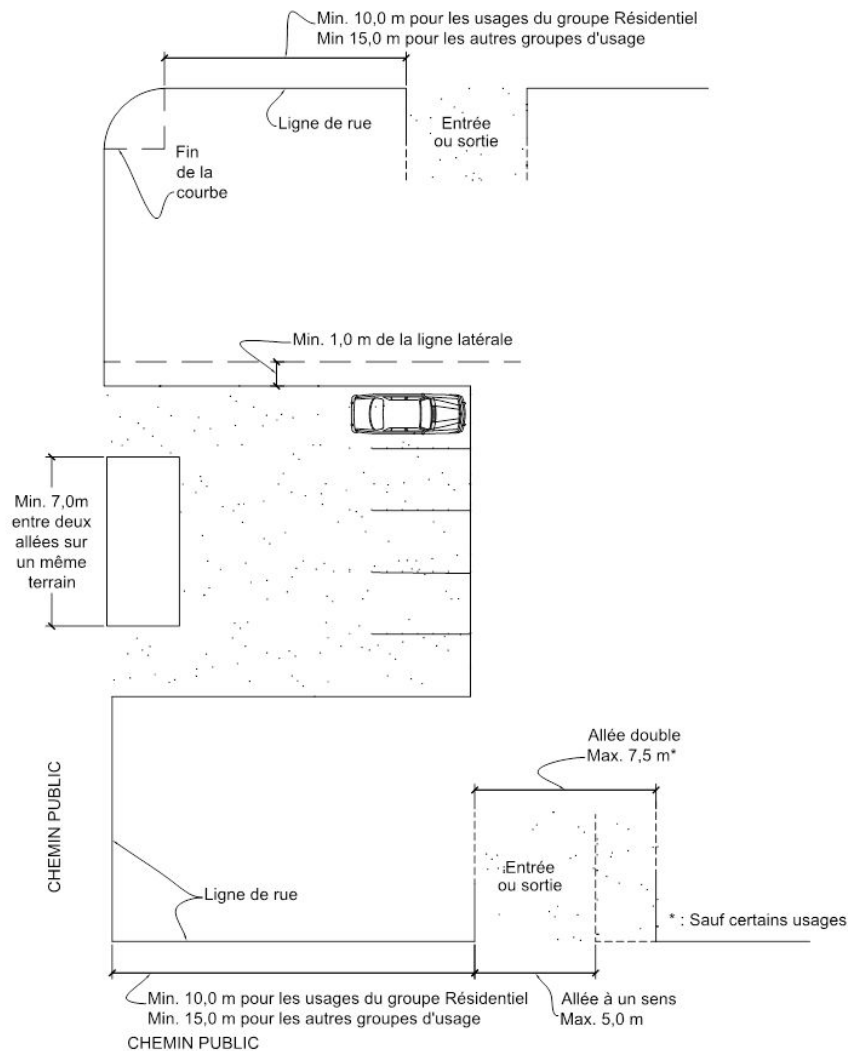 Min. 10,0 m pour les usages du groupe Résidentiel
Min 15,0 m pour les autres groupes d'usage
Ligne de rue
Entrée
ou sortie
Fin
de la
courbe
Min. 1,0 m de la ligne latérale
Min. 7,0m
entre deux
allées sur
un même
terrain
Allée double
Max. 7,5 m*
CHEMIN PUBLIC
Entrée
ou sortie
Ligne de rue
* : Sauf certains usages
Min. 10,0 m pour les usages du groupe Résidentiel
Min. 15,0 m pour les autres groupes d'usage
Allée à un sens
Max. 5,0 m
CHEMIN PUBLIC